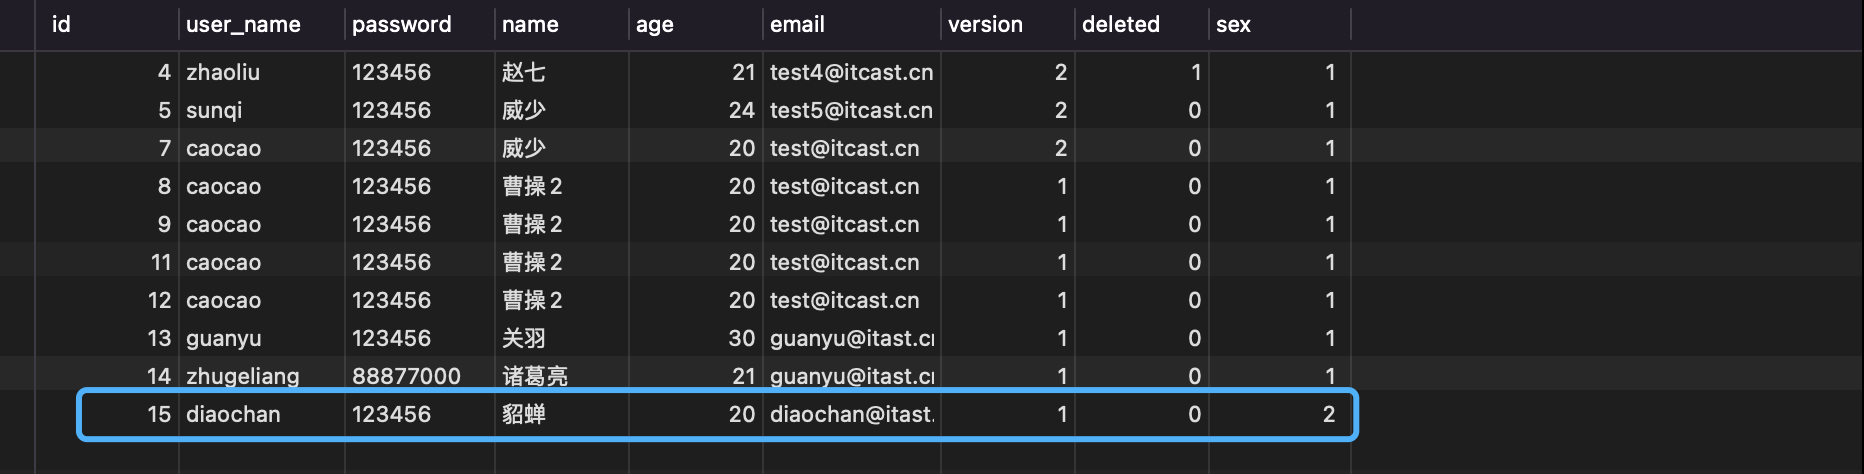 id user_name password name age email version deleted sex
4 zhaoliu 123456 赵七 21 test4@itcast.cn 2 1 1
5 sunqi 123456 威少 24 test5@itcast.cn 2 0 1
7 caocao 123456 威少 20 test@itcast.cn 2 0 1
8 caocao 123456 曹操2 20 test@itcast.cn 1 0 1
9 caocao 123456 曹操2 20 test@itcast.cn 1 0 1
11 caocao 123456 曹操2 20 test@itcast.cn 1 0 1
12 caocao 123456 曹操2 20 test@itcast.cn 1 0 1
13 guanyu 123456 关羽 30 guanyu@itast.c 1 0 1
14 zhugeliang 88877000 诸葛亮 21 guanyu@itast.c 1 0 1
15 diaochan 123456 貂蝉 20 diaochan@itast. 1 0 2